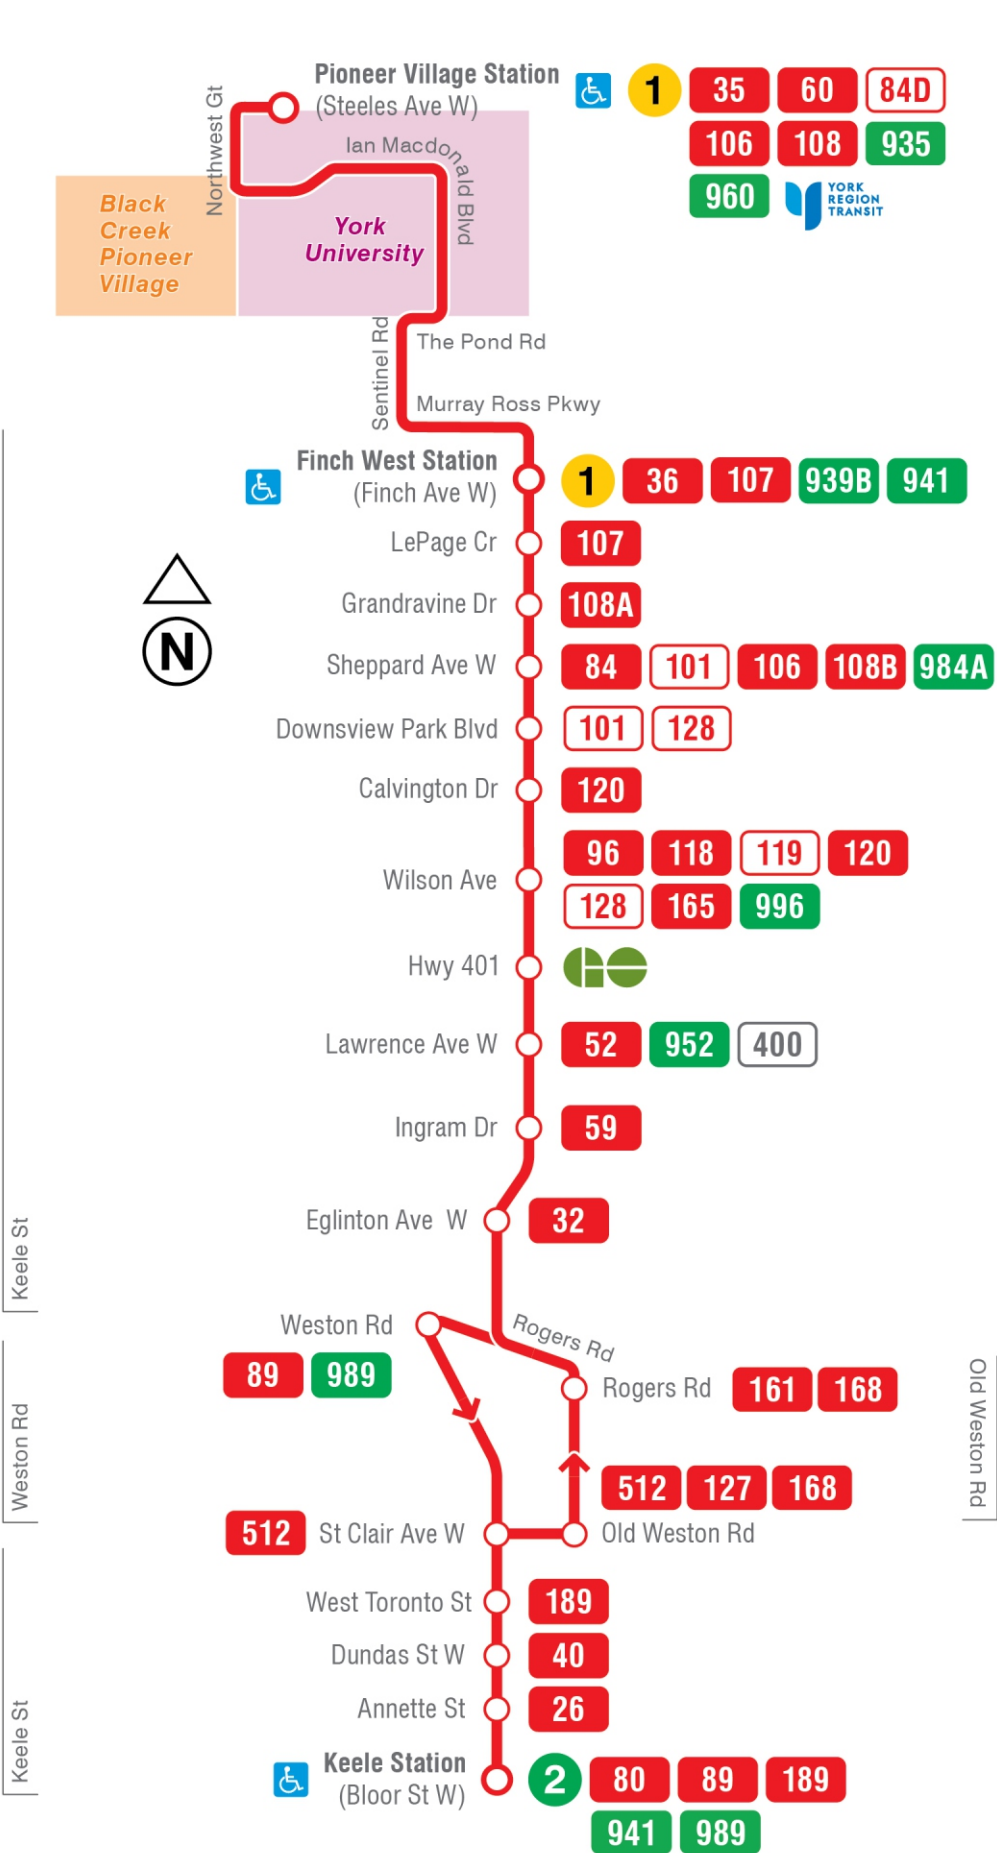 Pioneer Village Station
(Steeles Ave W)
1 35 60 84D
106 108 935
960 YORK REGION TRANSIT
Northwest Gt
Ian Macdonald Blvd
Black
Creek
Pioneer
Village
York
University
Sentinel Rd
The Pond Rd
Murray Ross Pkwy
Finch West Station
(Finch Ave W)
1 36 107 939B 941
LePage Cr 107
N
Grandravine Dr 108A
Sheppard Ave W 84 101 106 108B 984A
Downsview Park Blvd 101 128
Calvington Dr 120
Wilson Ave
96 118 119 120
128 165 996
Hwy 401 GO
Lawrence Ave W 52 952 400
Ingram Dr 59
Eglinton Ave W 32
Keele St
Weston Rd
89 989
Rogers Rd
Rogers Rd 161 168
Weston Rd
Old Weston Rd
512 127 168
512 St Clair Ave W
Old Weston Rd
West Toronto St 189
Dundas St W 40
Annette St 26
Keele St
Keele Station
(Bloor St W)
2 80 89 189
941 989